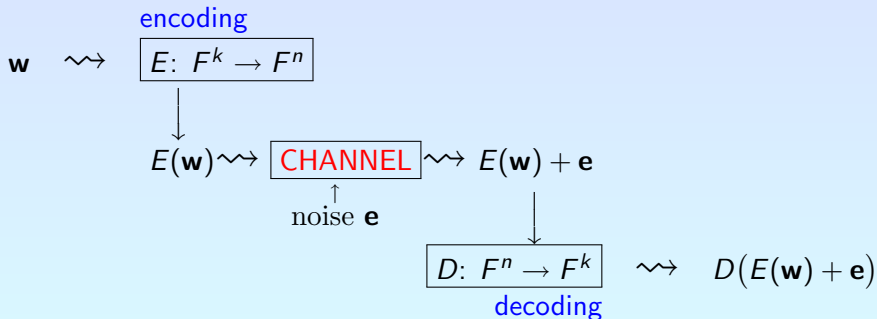 encoding
w ⇝ E: F^k → F^n
E(w) ⇝ CHANNEL ⇝ E(w) + e
noise e
D: F^n → F^k ⇝ D(E(w) + e)
decoding